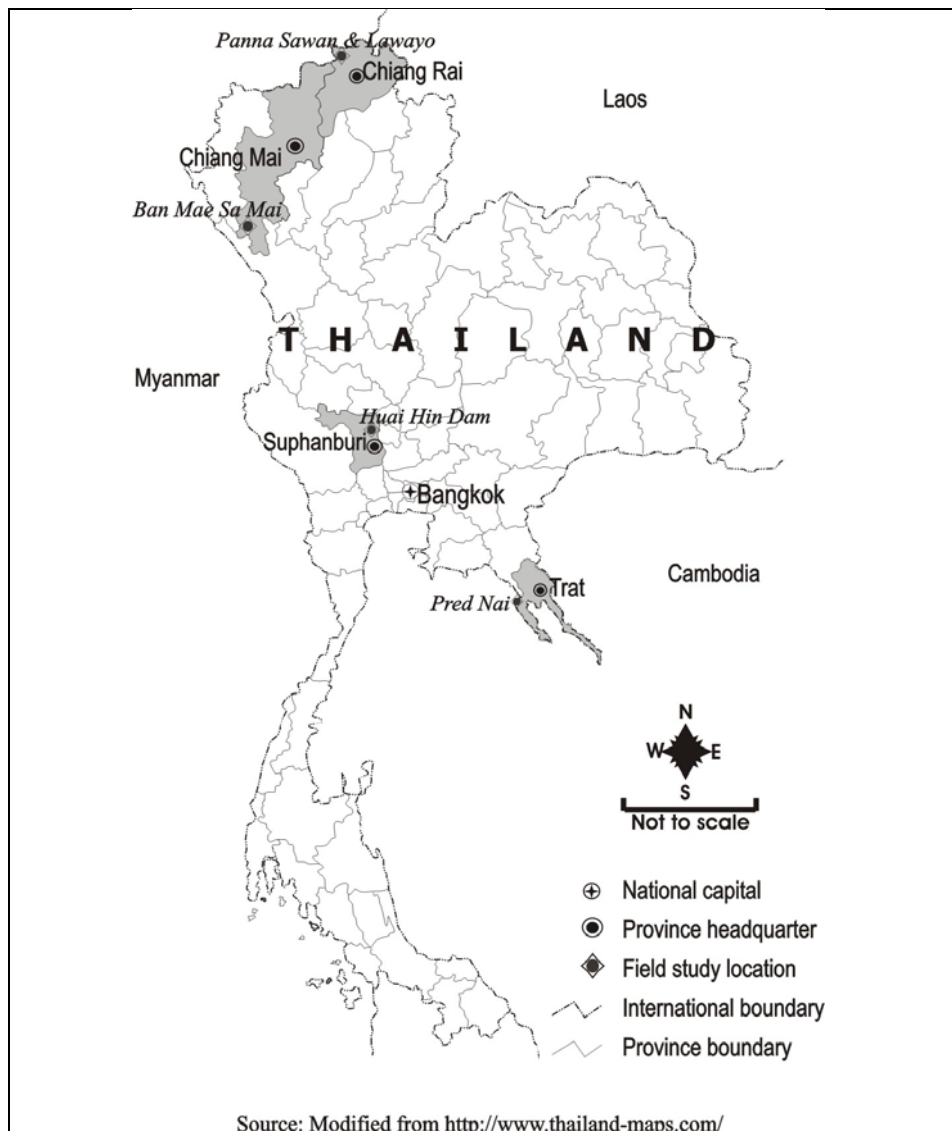 Panna Sawan & Lawayo
Chiang Rai
Laos
Chiang Mai
Ban Mae Sa Mai
THAILAND
Myanmar
Huai Hin Dam
Suphanburi
Bangkok
Cambodia
Trat
Pred Nai
N
W E
S
Not to scale
National capital
Province headquarter
Field study location
International boundary
Province boundary
Source: Modified from http://www.thailand-maps.com/